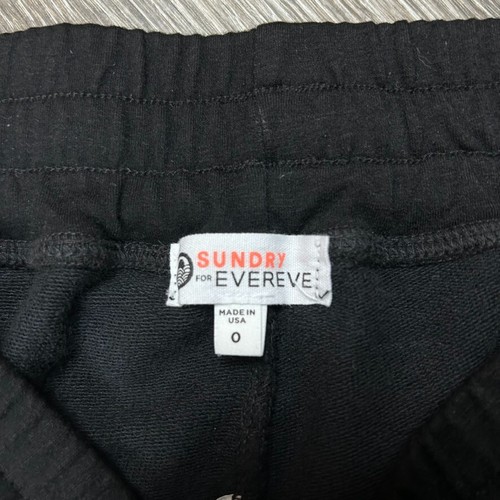 SUNDRY
FOR EVEREVE
MADE IN
USA
0